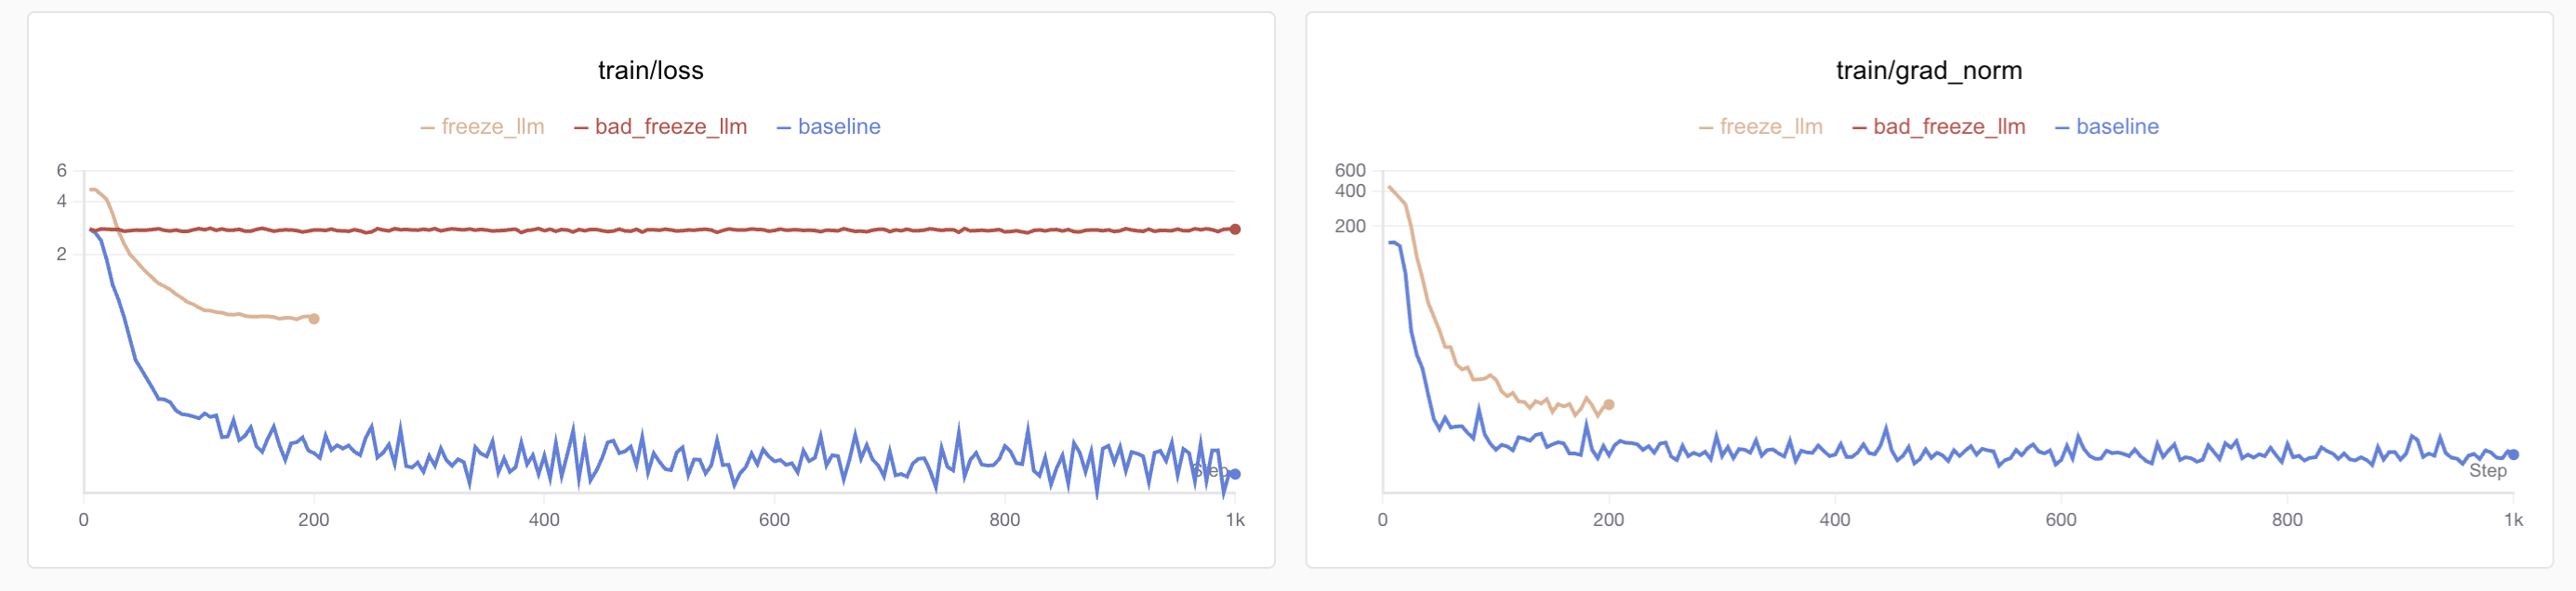 train/loss
freeze_llm bad_freeze_llm baseline
6
4
2
Step
0 200 400 600 800 1k
train/grad_norm
freeze_llm bad_freeze_llm baseline
600
400
200
Step
0 200 400 600 800 1k